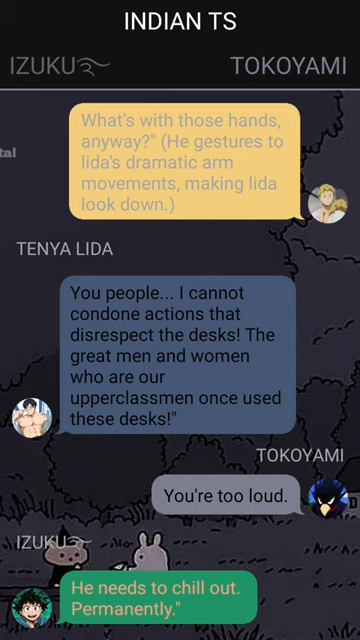 INDIAN TS
IZUKU࿐
TOKOYAMI
What's with those hands,
anyway?" (He gestures to
Iida's dramatic arm
movements, making Iida
look down.)
tal
TENYA LIDA
You people... I cannot
condone actions that
disrespect the desks! The
great men and women
who are our
upperclassmen once used
these desks!"
TOKOYAMI
You're too loud.
IZUKU࿐
He needs to chill out.
Permanently."